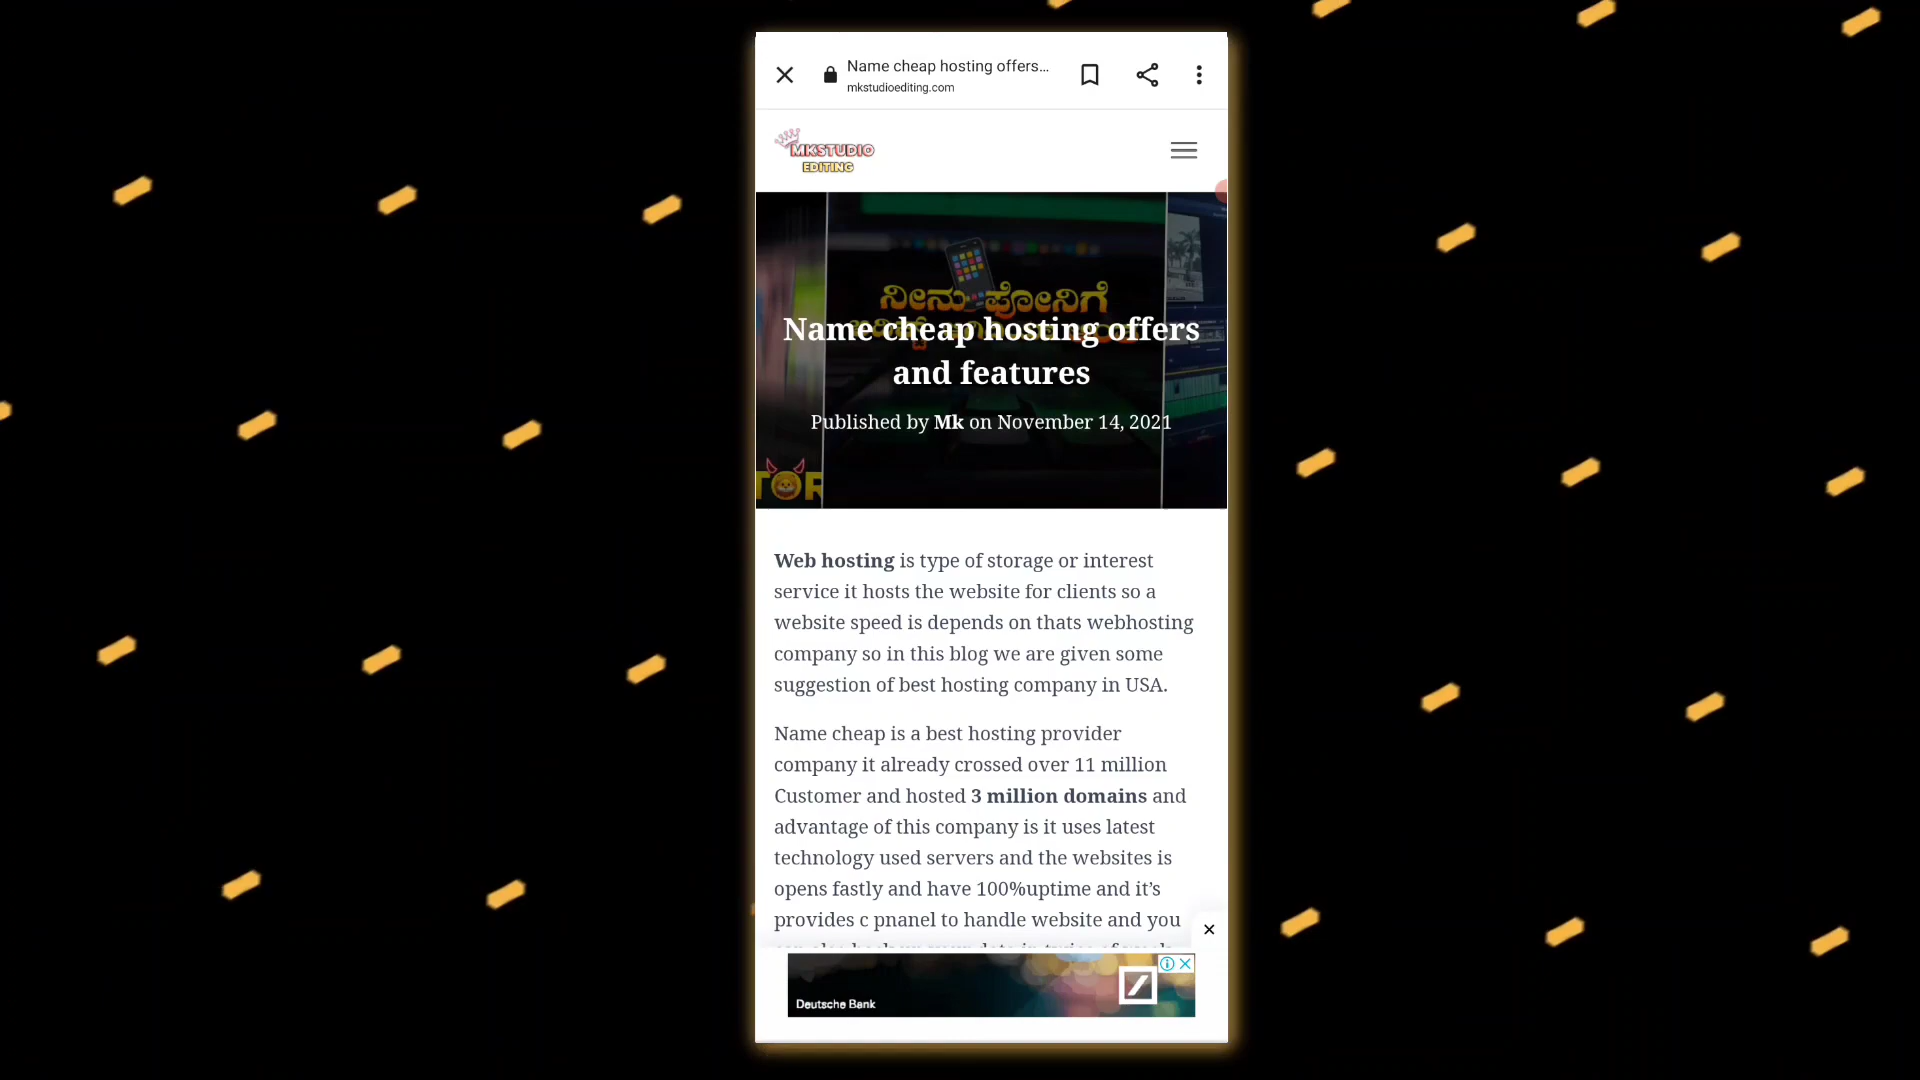 Name cheap hosting offers...
mkstudioediting.com
MKSTUDIO
EDITING
ನೀನು ಫೋನಿಗೆ
Name cheap hosting offers
and features
Published by Mk on November 14, 2021
TOR
Web hosting is type of storage or interest
service it hosts the website for clients so a
website speed is depends on thats webhosting
company so in this blog we are given some
suggestion of best hosting company in USA.
Name cheap is a best hosting provider
company it already crossed over 11 million
Customer and hosted 3 million domains and
advantage of this company is it uses latest
technology used servers and the websites is
opens fastly and have 100%uptime and it’s
provides c pnanel to handle website and you
Deutsche Bank